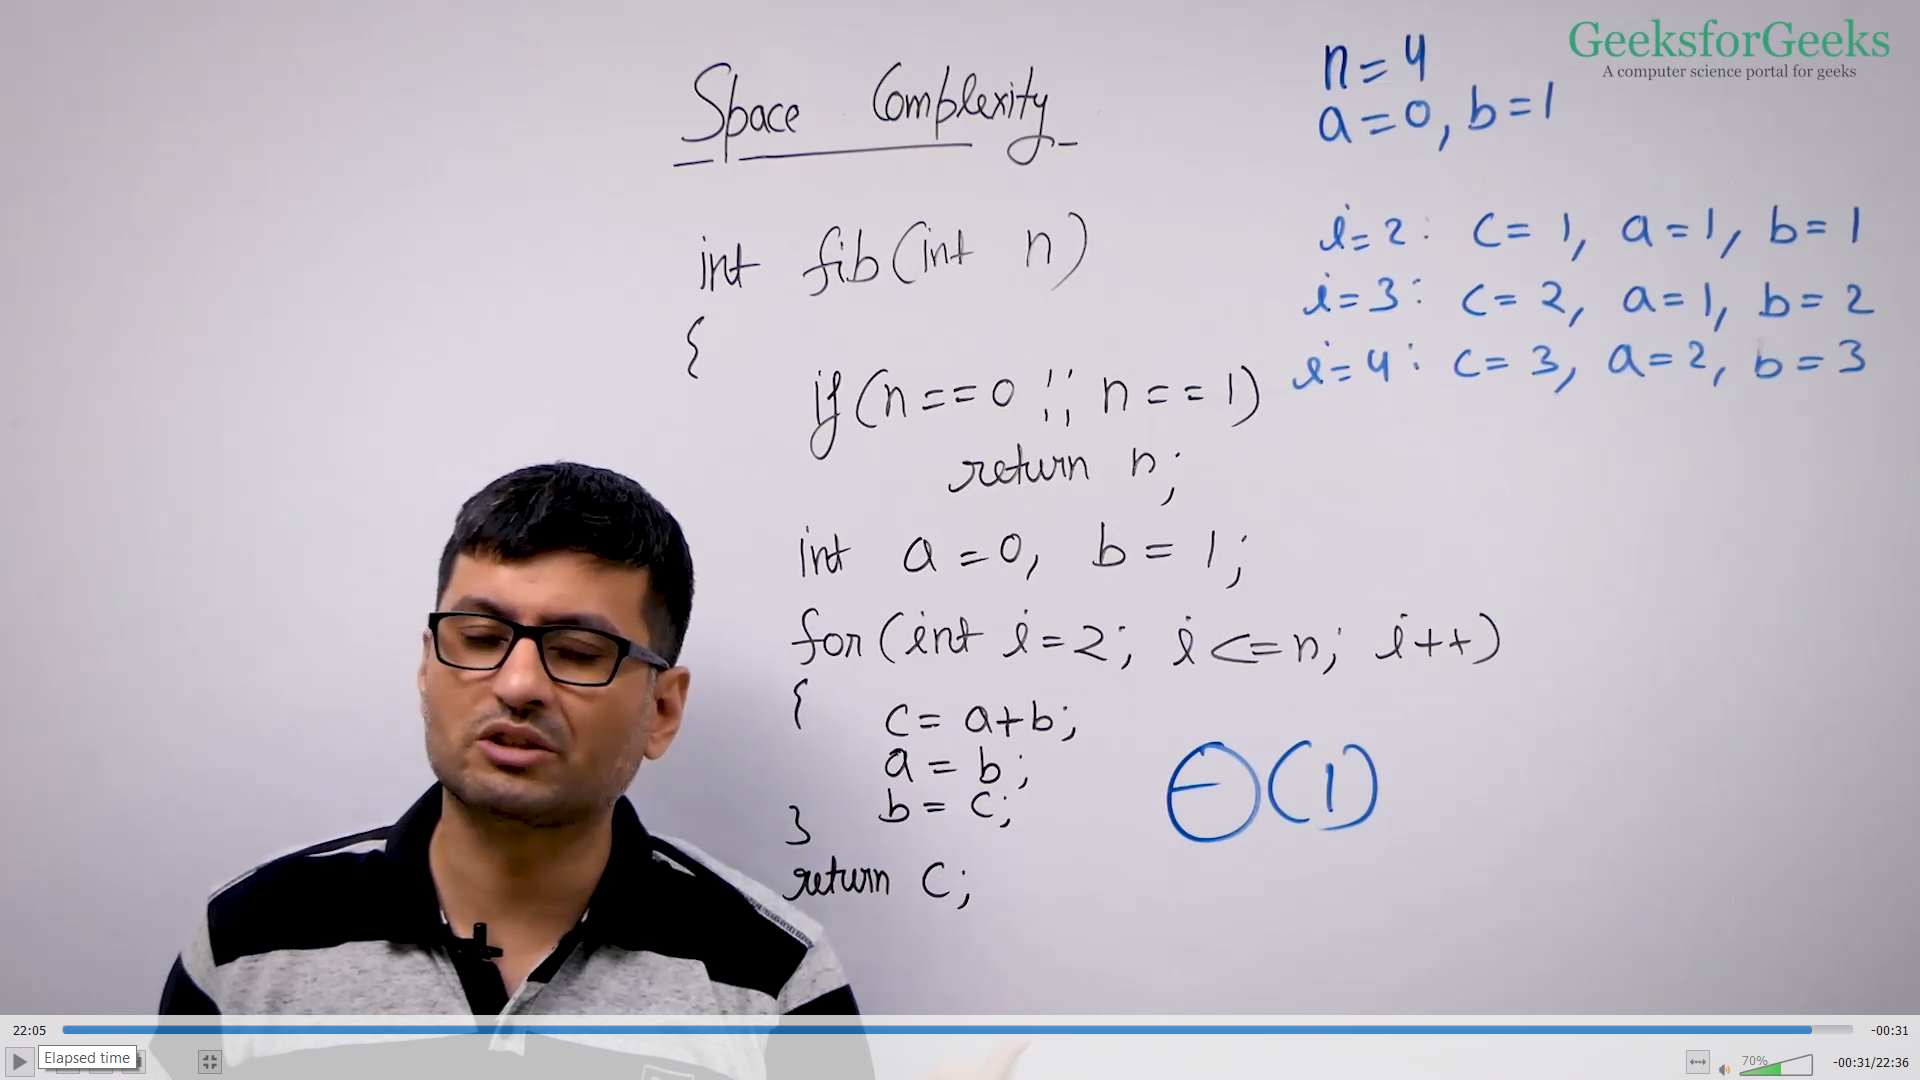 GeeksforGeeks
A computer science portal for geeks
Space Complexity
int fib(int n)
{
if(n==0 || n==1)
return n;
int a=0, b=1;
for(int i=2; i<=n; i++)
{
c=a+b;
a=b;
b=c;
}
return c;
n=4
a=0, b=1
i=2: c=1, a=1, b=1
i=3: c=2, a=1, b=2
i=4: c=3, a=2, b=3
Θ(1)
22:05
-00:31
Elapsed time
70%
-00:31/22:36